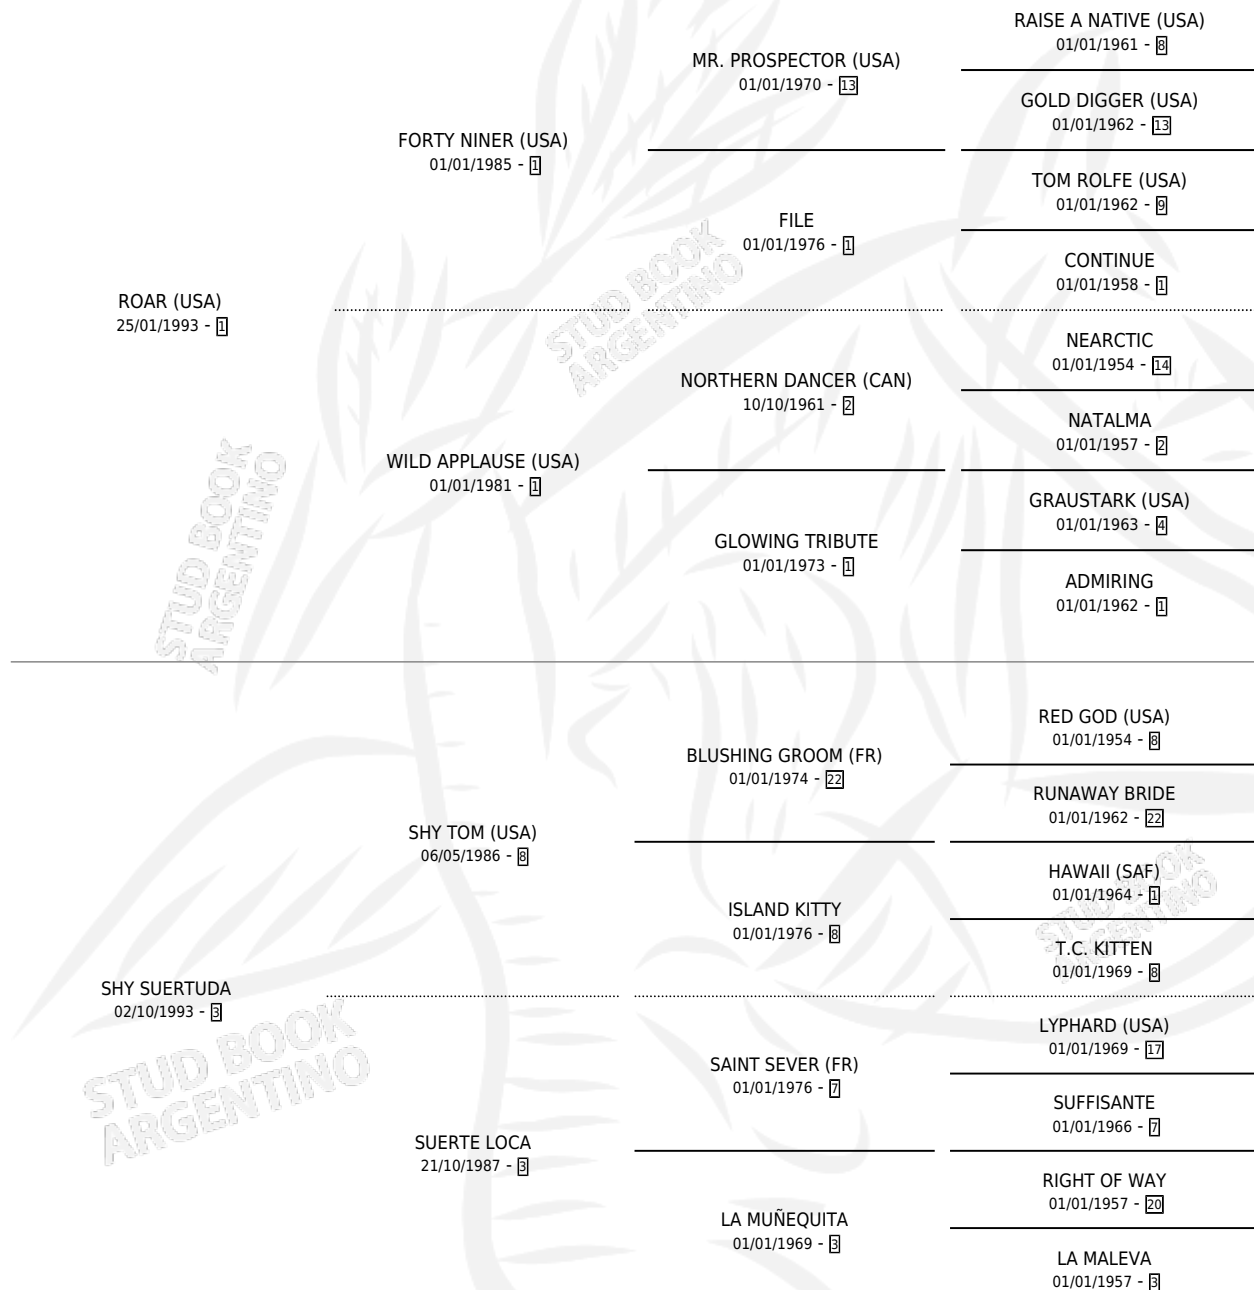 RAISE A NATIVE (USA)
01/01/1961 - 8
MR. PROSPECTOR (USA)
01/01/1970 - 13
GOLD DIGGER (USA)
01/01/1962 - 13
FORTY NINER (USA)
01/01/1985 - 1
TOM ROLFE (USA)
01/01/1962 - 9
FILE
01/01/1976 - 1
CONTINUE
01/01/1958 - 1
ROAR (USA)
25/01/1993 - 1
NEARCTIC
01/01/1954 - 14
NORTHERN DANCER (CAN)
10/10/1961 - 2
NATALMA
01/01/1957 - 2
WILD APPLAUSE (USA)
01/01/1981 - 1
GRAUSTARK (USA)
01/01/1963 - 4
GLOWING TRIBUTE
01/01/1973 - 1
ADMIRING
01/01/1962 - 1
STUD BOOK
ARGENTINO
STUD BOOK
ARGENTINO
RED GOD (USA)
01/01/1954 - 8
BLUSHING GROOM (FR)
01/01/1974 - 22
RUNAWAY BRIDE
01/01/1962 - 22
SHY TOM (USA)
06/05/1986 - 8
HAWAII (SAF)
01/01/1964 - 1
ISLAND KITTY
01/01/1976 - 8
T.C. KITTEN
01/01/1969 - 8
SHY SUERTUDA
02/10/1993 - 3
LYPHARD (USA)
01/01/1969 - 17
SAINT SEVER (FR)
01/01/1976 - 7
SUFFISANTE
01/01/1966 - 7
SUERTE LOCA
21/10/1987 - 3
RIGHT OF WAY
01/01/1957 - 20
LA MUÑEQUITA
01/01/1969 - 3
LA MALEVA
01/01/1957 - 3
STUD BOOK
ARGENTINO
STUD BOOK
ARGENTINO